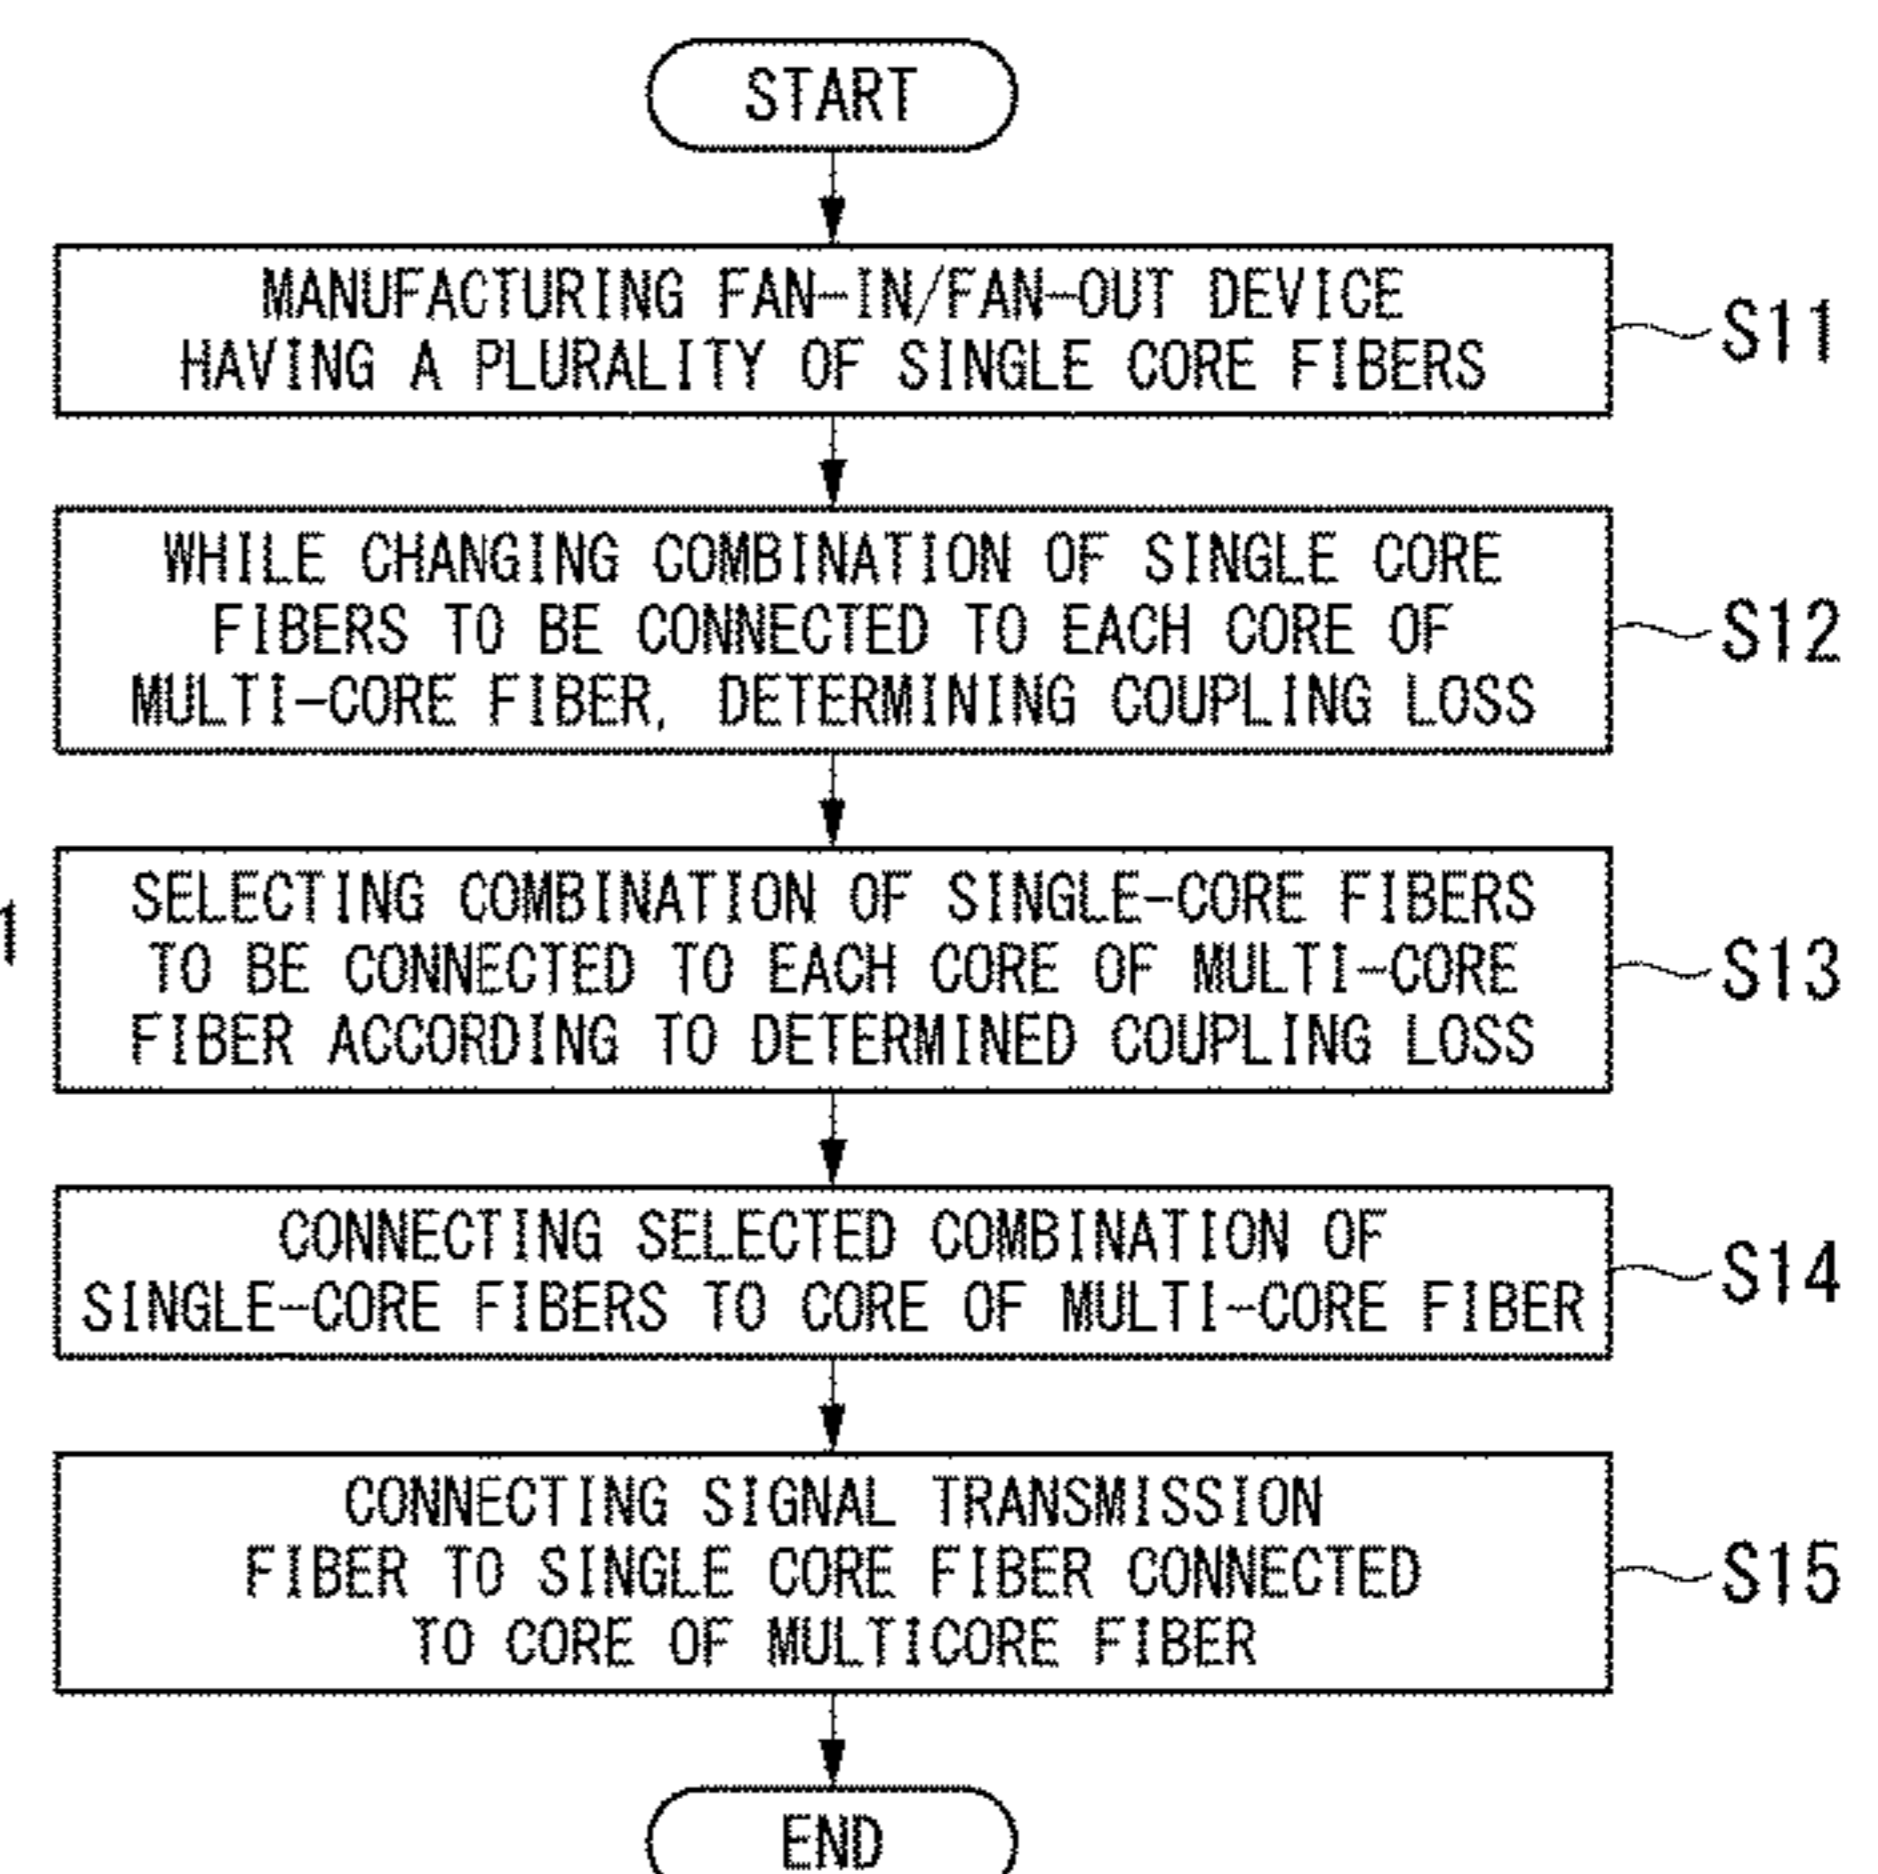 START
MANUFACTURING FAN-IN/FAN-OUT DEVICE
HAVING A PLURALITY OF SINGLE CORE FIBERS
S11
WHILE CHANGING COMBINATION OF SINGLE CORE
FIBERS TO BE CONNECTED TO EACH CORE OF
MULTI-CORE FIBER, DETERMINING COUPLING LOSS
S12
1
SELECTING COMBINATION OF SINGLE-CORE FIBERS
TO BE CONNECTED TO EACH CORE OF MULTI-CORE
FIBER ACCORDING TO DETERMINED COUPLING LOSS
S13
CONNECTING SELECTED COMBINATION OF
SINGLE-CORE FIBERS TO CORE OF MULTI-CORE FIBER
S14
CONNECTING SIGNAL TRANSMISSION
FIBER TO SINGLE CORE FIBER CONNECTED
TO CORE OF MULTICORE FIBER
S15
END